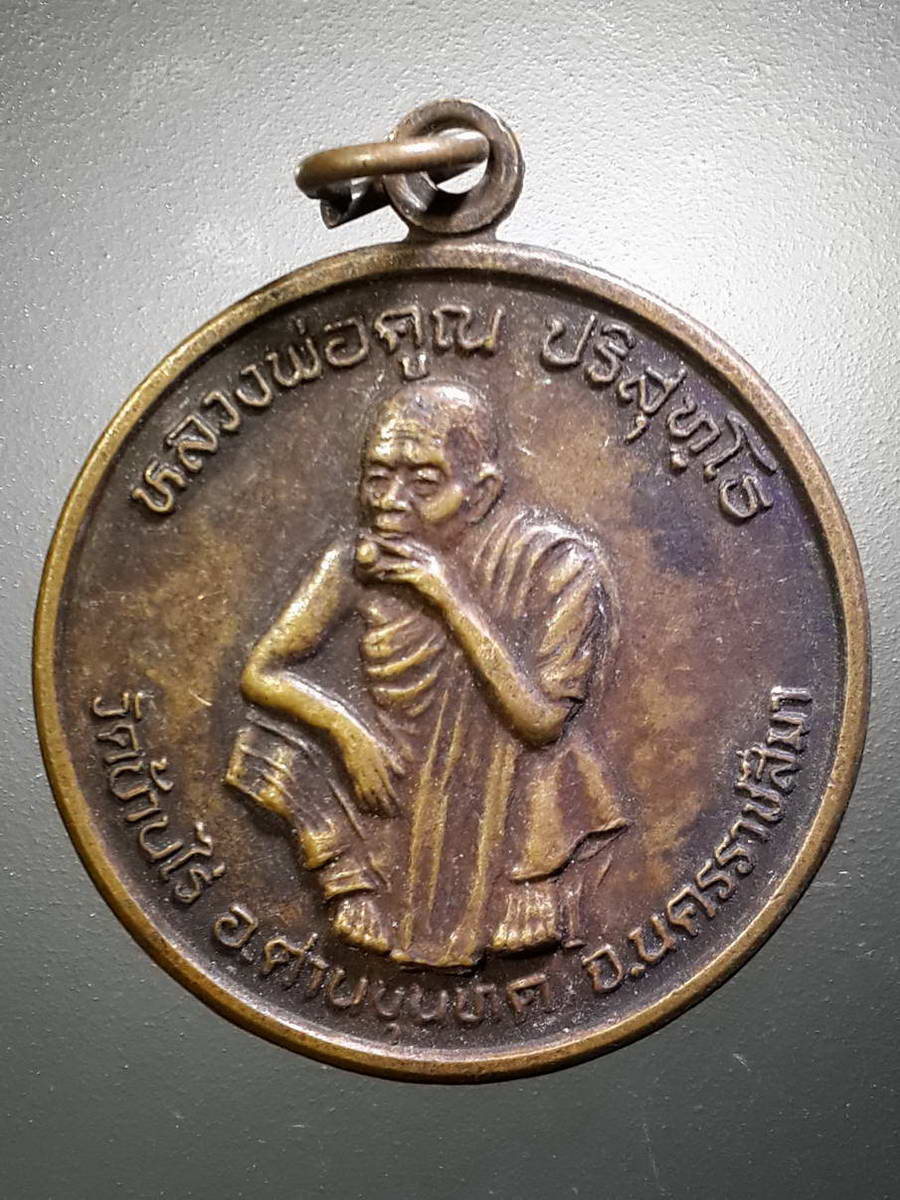 หลวงพ่อคูณ ปริสุทฺโธ
วัดบ้านไร่ อ.ด่านขุนทด จ.นครราชสีมา